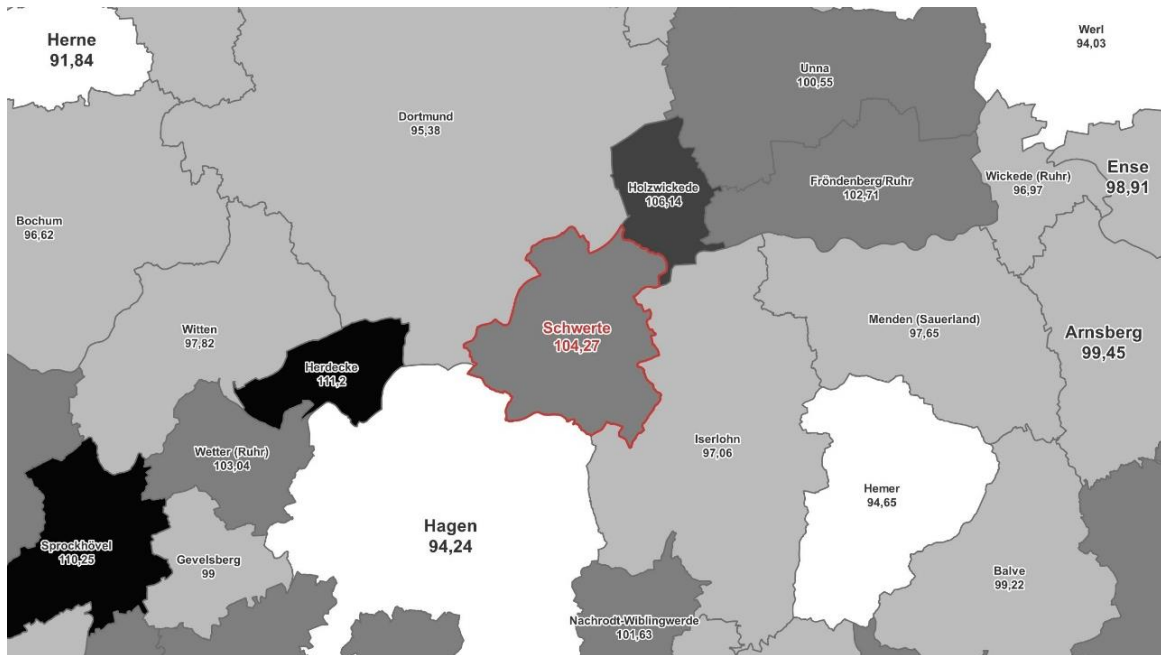 Herne
91,84
Werl
94,03
Unna
100,55
Dortmund
95,38
Holzwickede
106,14
Fröndenberg/Ruhr
102,71
Wickede (Ruhr)
96,97
Ense
98,91
Bochum
96,62
Witten
97,82
Schwerte
104,27
Menden (Sauerland)
97,65
Arnsberg
99,45
Herdecke
111,2
Wetter (Ruhr)
103,04
Iserlohn
97,06
Hemer
94,65
Hagen
94,24
Sprockhövel
110,25
Gevelsberg
99
Balve
99,22
Nachrodt-Wiblingwerde
101,63